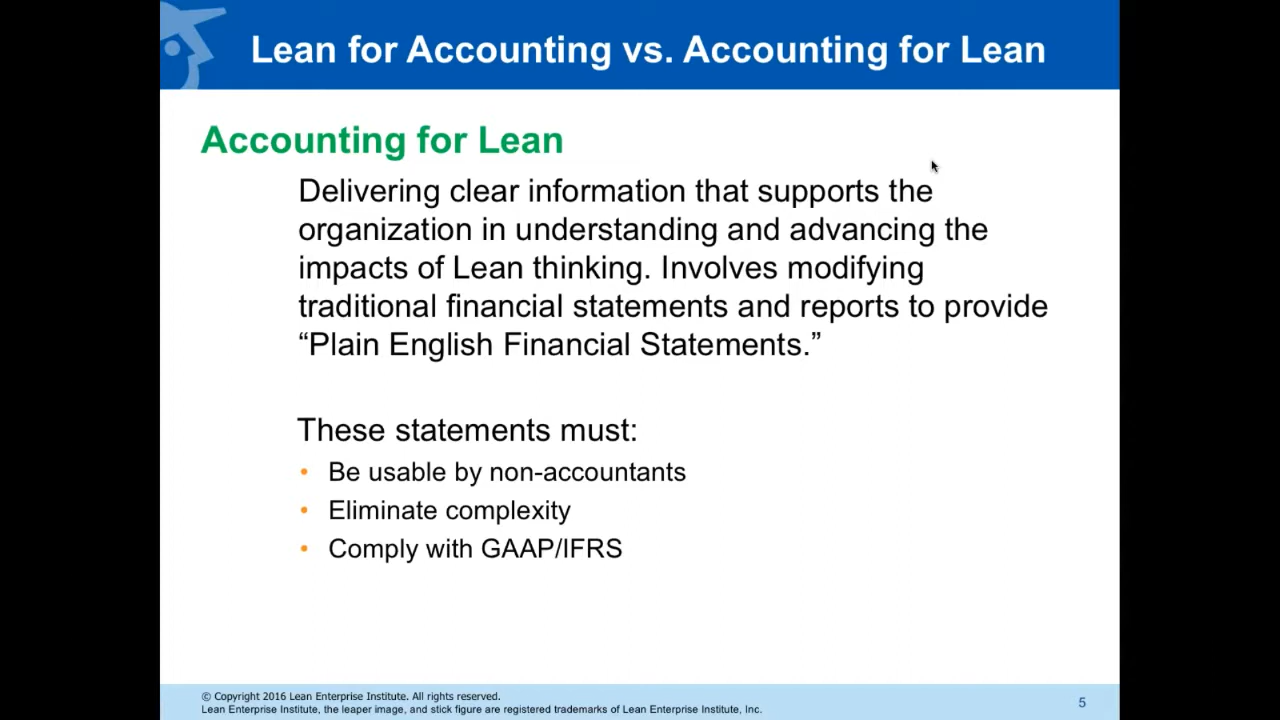 Lean for Accounting vs. Accounting for Lean
Accounting for Lean
Delivering clear information that supports the
organization in understanding and advancing the
impacts of Lean thinking. Involves modifying
traditional financial statements and reports to provide
“Plain English Financial Statements.”
These statements must:
• Be usable by non-accountants
• Eliminate complexity
• Comply with GAAP/IFRS
© Copyright 2016 Lean Enterprise Institute. All rights reserved.
Lean Enterprise Institute, the leaper image, and stick figure are registered trademarks of Lean Enterprise Institute, Inc.
5